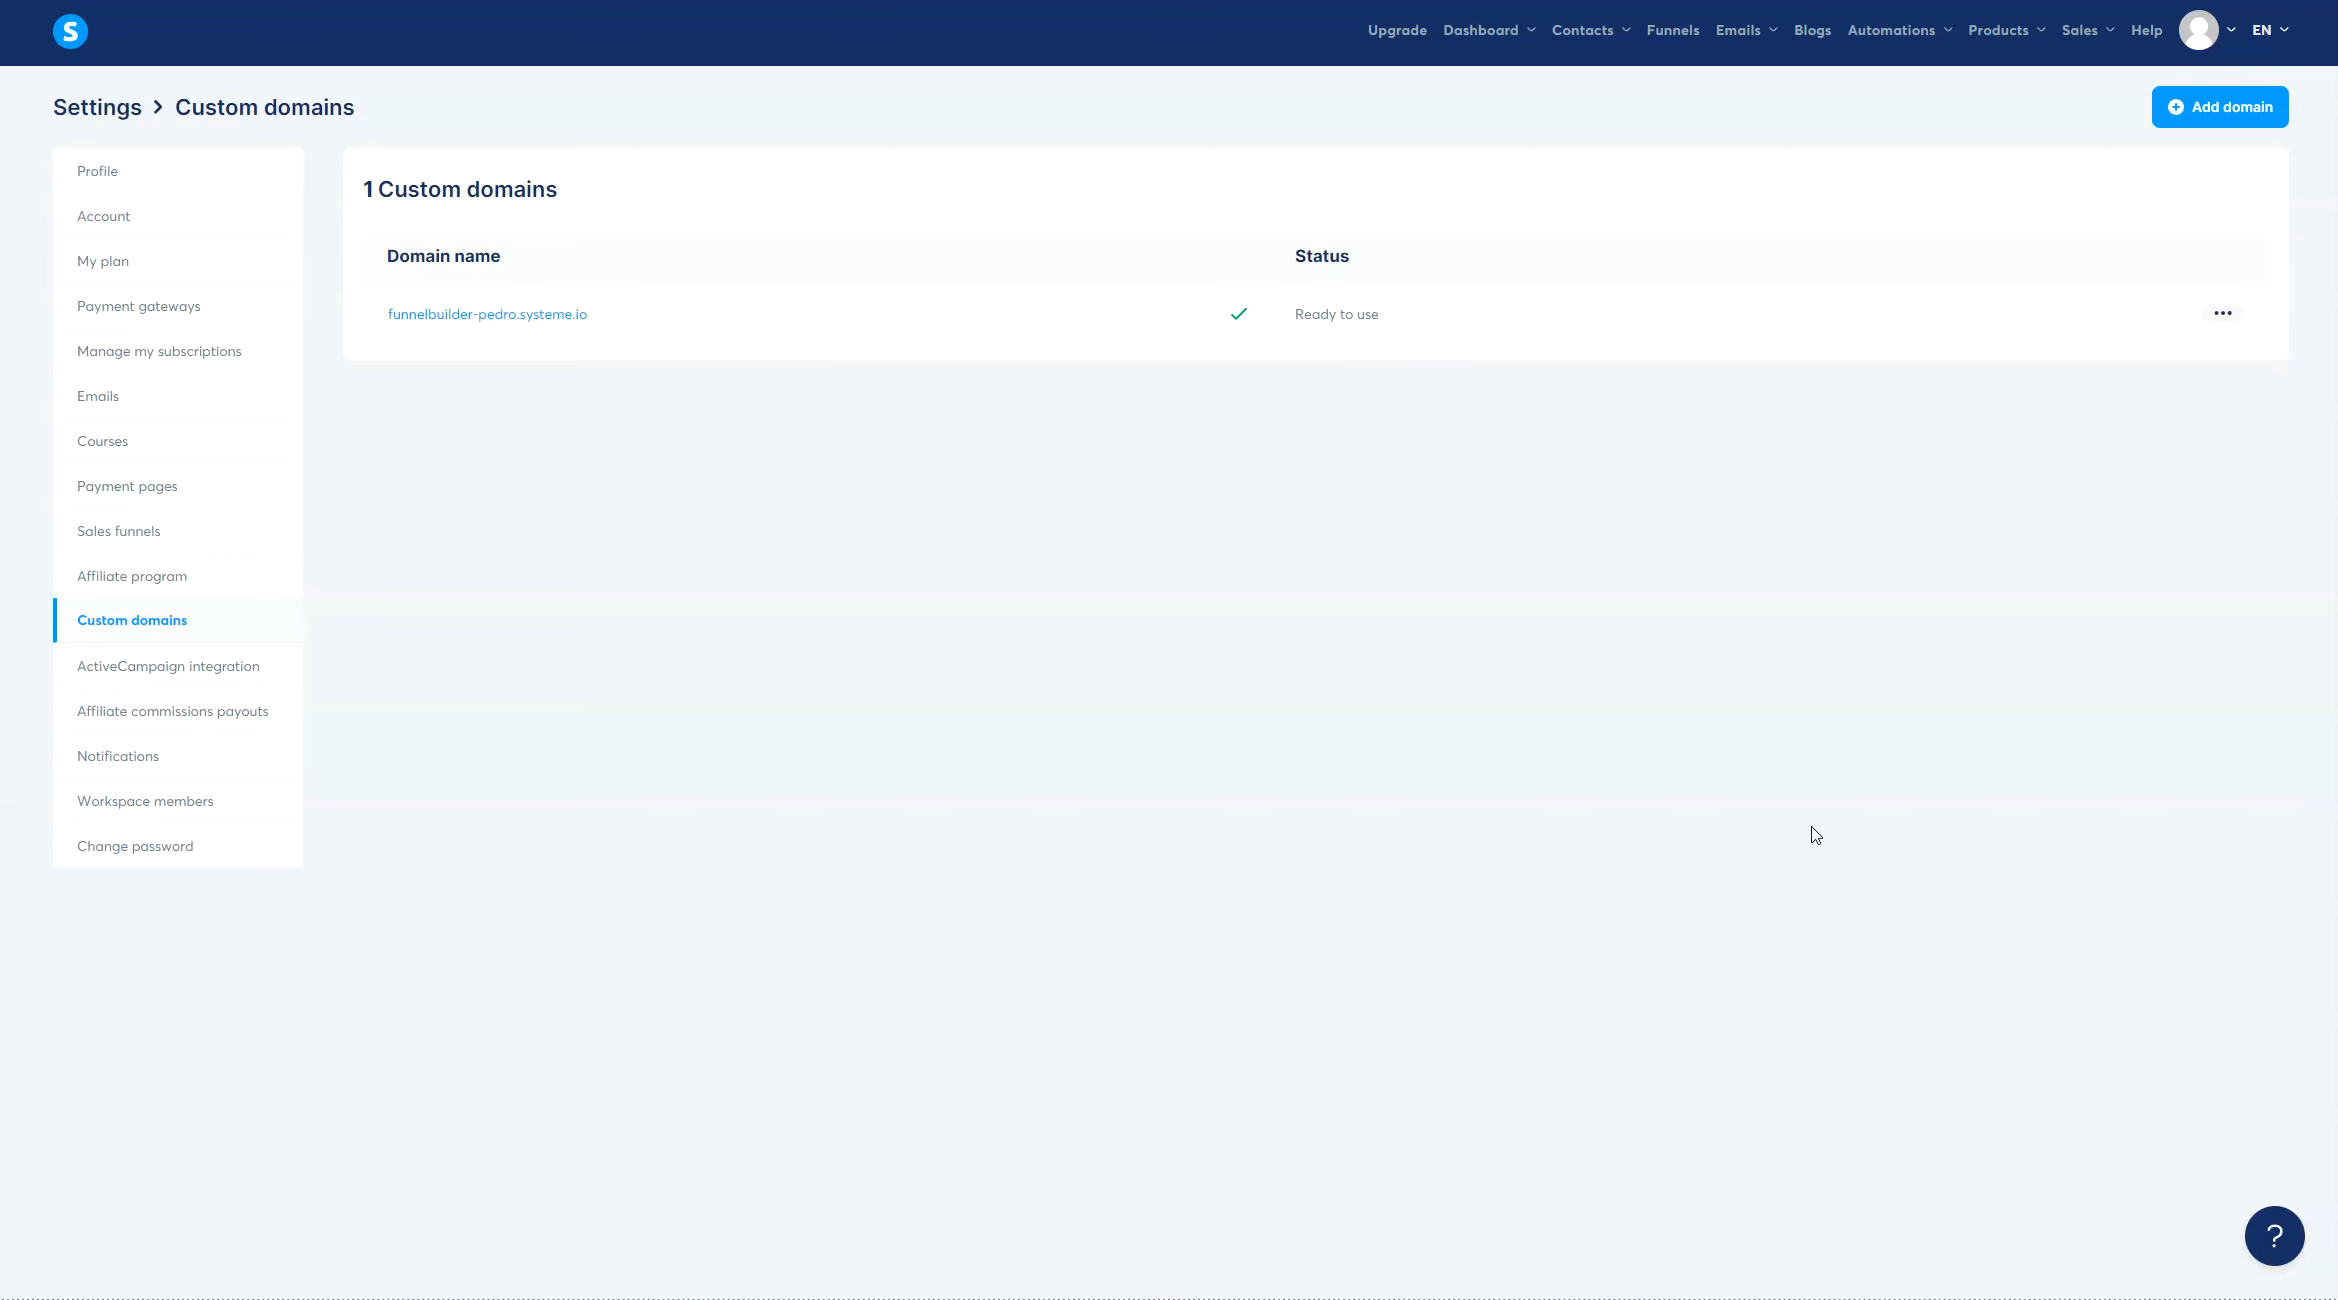 S
Upgrade Dashboard Contacts Funnels Emails Blogs Automations Products Sales Help EN
Settings > Custom domains
Add domain
Profile
Account
My plan
Payment gateways
Manage my subscriptions
Emails
Courses
Payment pages
Sales funnels
Affiliate program
Custom domains
ActiveCampaign integration
Affiliate commissions payouts
Notifications
Workspace members
Change password
1 Custom domains
Domain name Status
funnelbuilder-pedro.systeme.io Ready to use
?